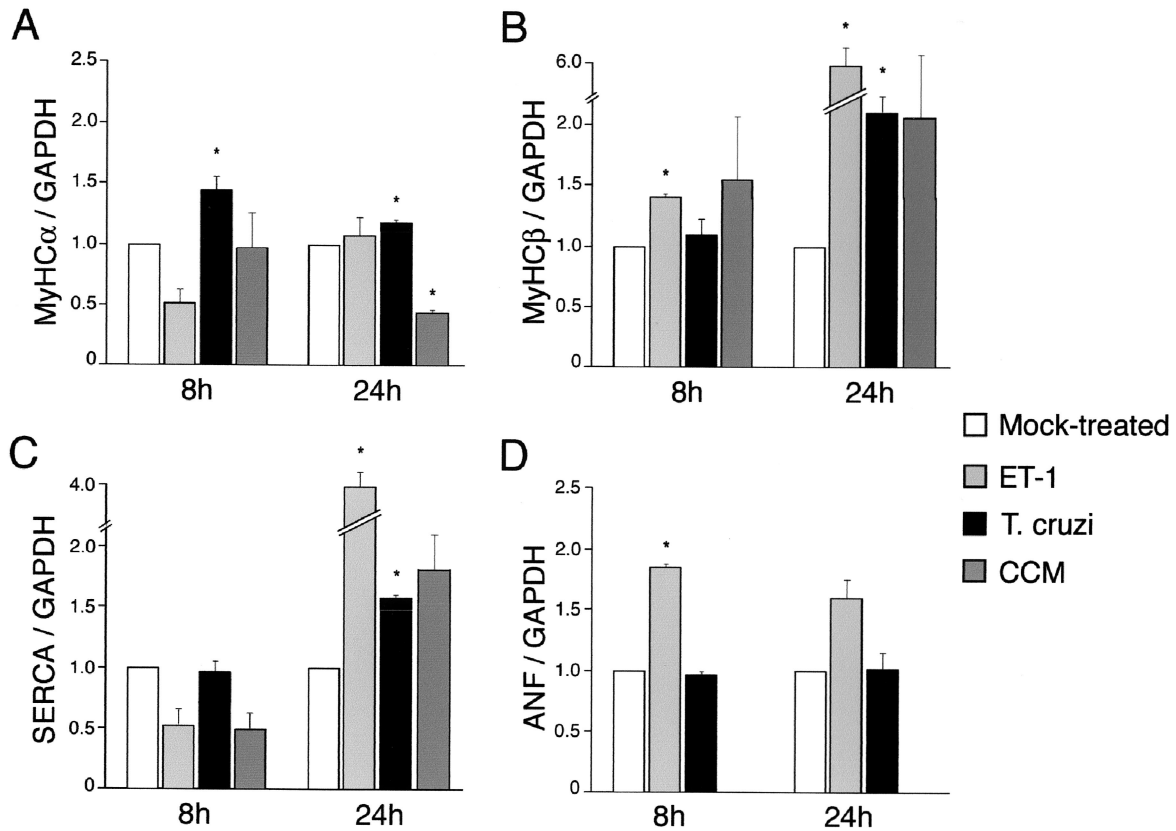 A
MyHCα / GAPDH
2.5
2.0
1.5
1.0
0.5
0
*
*
*
8h
24h
B
MyHCβ / GAPDH
6.0
2.0
1.5
1.0
0.5
0
*
*
*
8h
24h
C
SERCA / GAPDH
4.0
2.0
1.5
1.0
0.5
0
*
*
8h
24h
D
ANF / GAPDH
2.5
2.0
1.5
1.0
0.5
0
*
8h
24h
Mock-treated
ET-1
T. cruzi
CCM